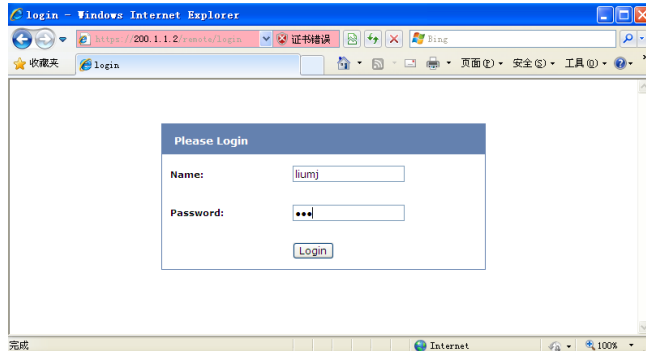 login - Windows Internet Explorer
https://200.1.1.2/remote/login 证书错误 Bing
收藏夹 login 页面(P) 安全(S) 工具(O)
Please Login
Name: liumj
Password: •••
Login
完成 Internet 100%